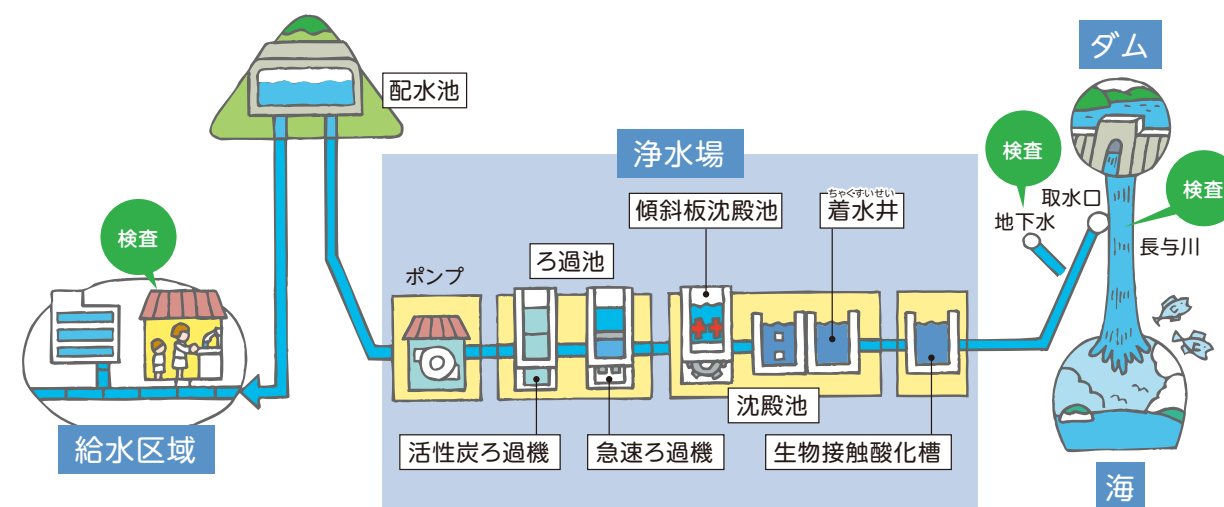 ダム
配水池
浄水場
検査
検査
取水口
地下水
長与川
ちゃくすいせい
着水井
傾斜板沈殿池
検査
ろ過池
ポンプ
沈殿池
給水区域
活性炭ろ過機
急速ろ過機
生物接触酸化槽
海